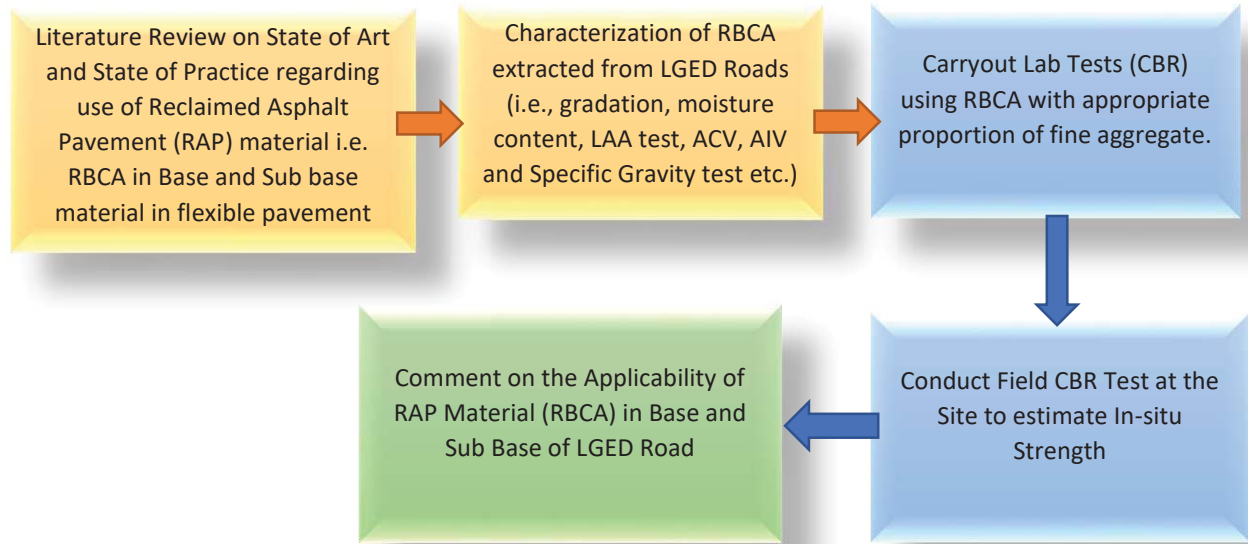 Literature Review on State of Art
and State of Practice regarding
use of Reclaimed Asphalt
Pavement (RAP) material i.e.
RBCA in Base and Sub base
material in flexible pavement
Characterization of RBCA
extracted from LGED Roads
(i.e., gradation, moisture
content, LAA test, ACV, AIV
and Specific Gravity test etc.)
Carryout Lab Tests (CBR)
using RBCA with appropriate
proportion of fine aggregate.
Conduct Field CBR Test at the
Site to estimate In-situ
Strength
Comment on the Applicability of
RAP Material (RBCA) in Base and
Sub Base of LGED Road